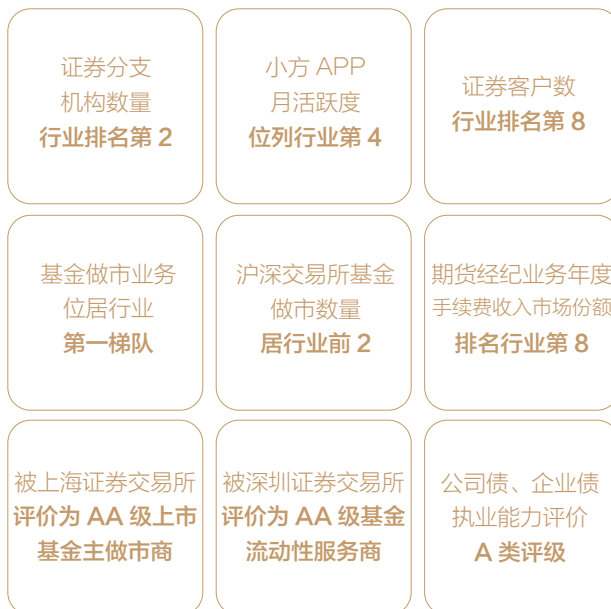 证券分支
机构数量
行业排名第 2
小方 APP
月活跃度
位列行业第 4
证券客户数
行业排名第 8
基金做市业务
位居行业
第一梯队
沪深交易所基金
做市数量
居行业前 2
期货经纪业务年度
手续费收入市场份额
排名行业第 8
被上海证券交易所
评价为 AA 级上市
基金主做市商
被深圳证券交易所
评价为 AA 级基金
流动性服务商
公司债、企业债
执业能力评价
A 类评级